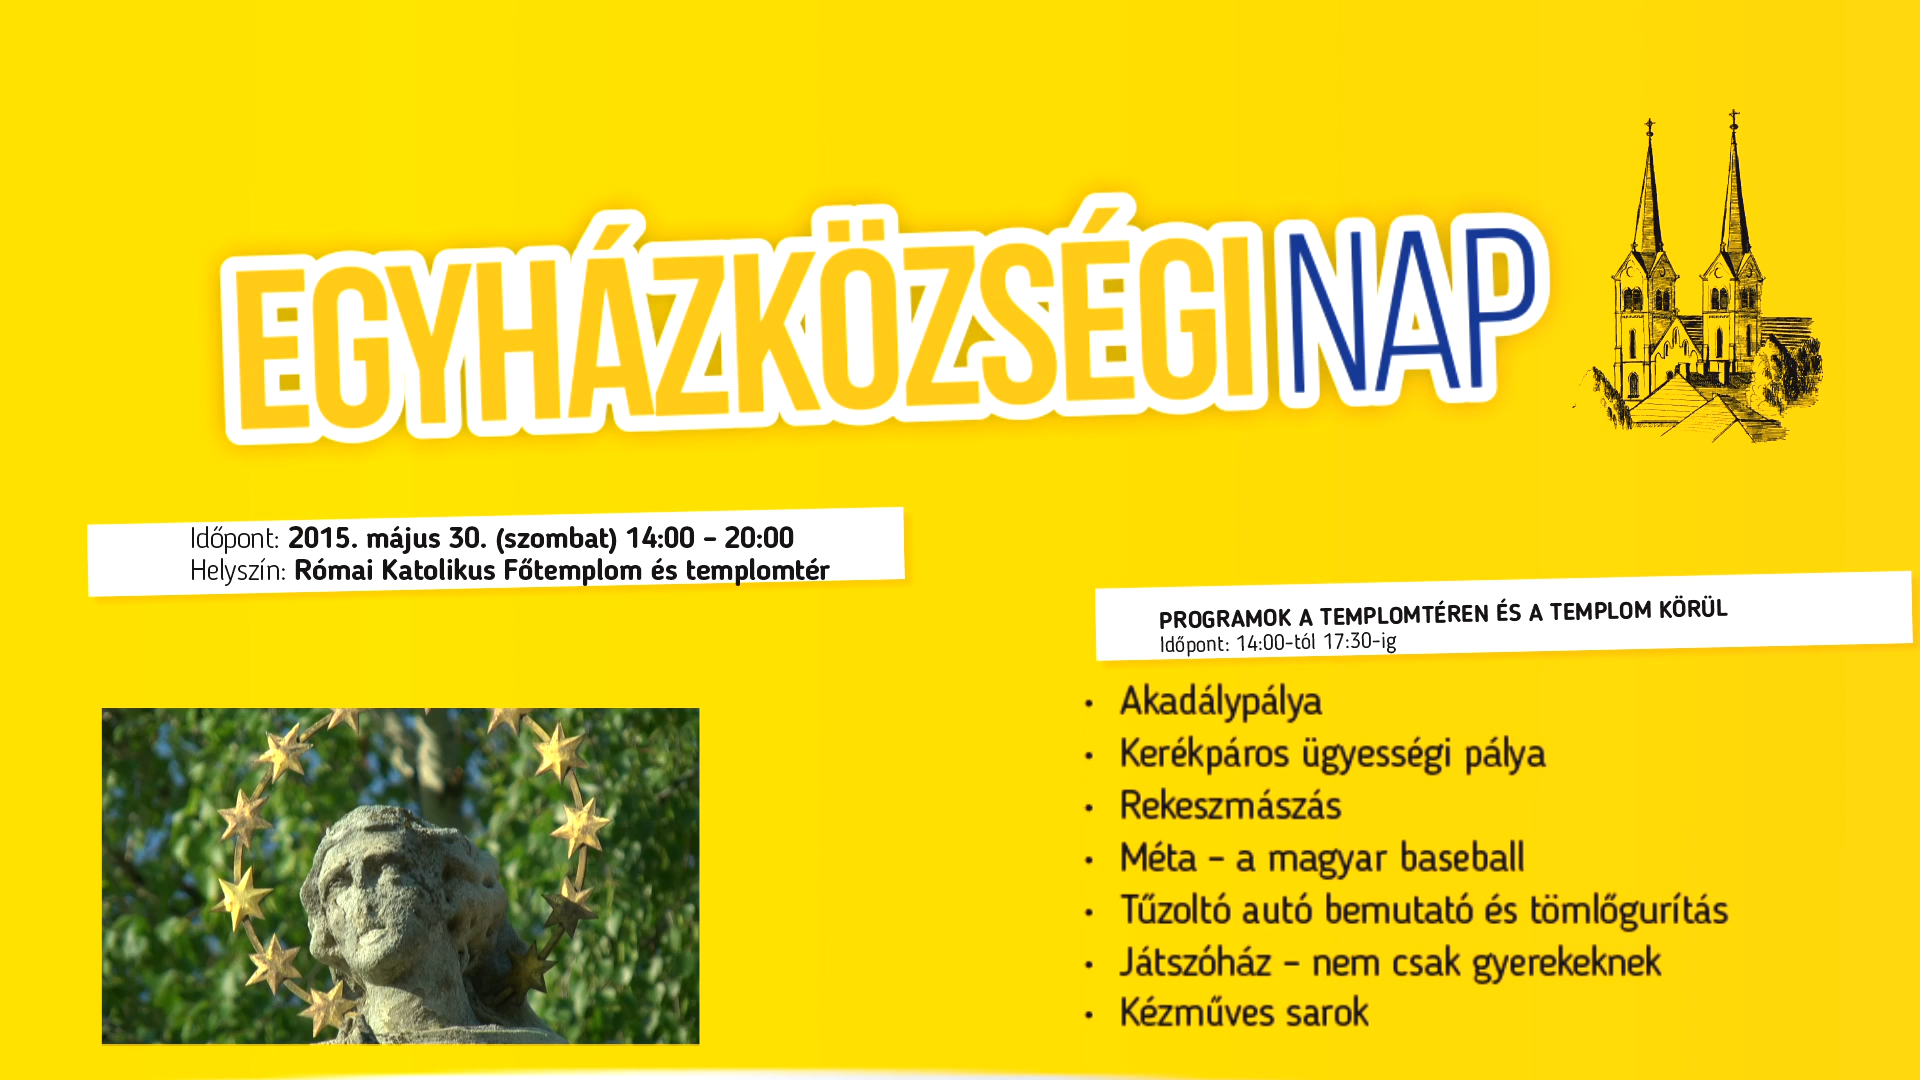 EGYHÁZKÖZSÉGI NAP
Időpont: 2015. május 30. (szombat) 14:00 – 20:00
Helyszín: Római Katolikus Főtemplom és templomtér
PROGRAMOK A TEMPLOMTÉREN ÉS A TEMPLOM KÖRÜL
Időpont: 14:00-tól 17:30-ig
• Akadálypálya
• Kerékpáros ügyességi pálya
• Rekeszmászás
• Méta – a magyar baseball
• Tűzoltó autó bemutató és tömlőgurítás
• Játszóház – nem csak gyerekeknek
• Kézműves sarok